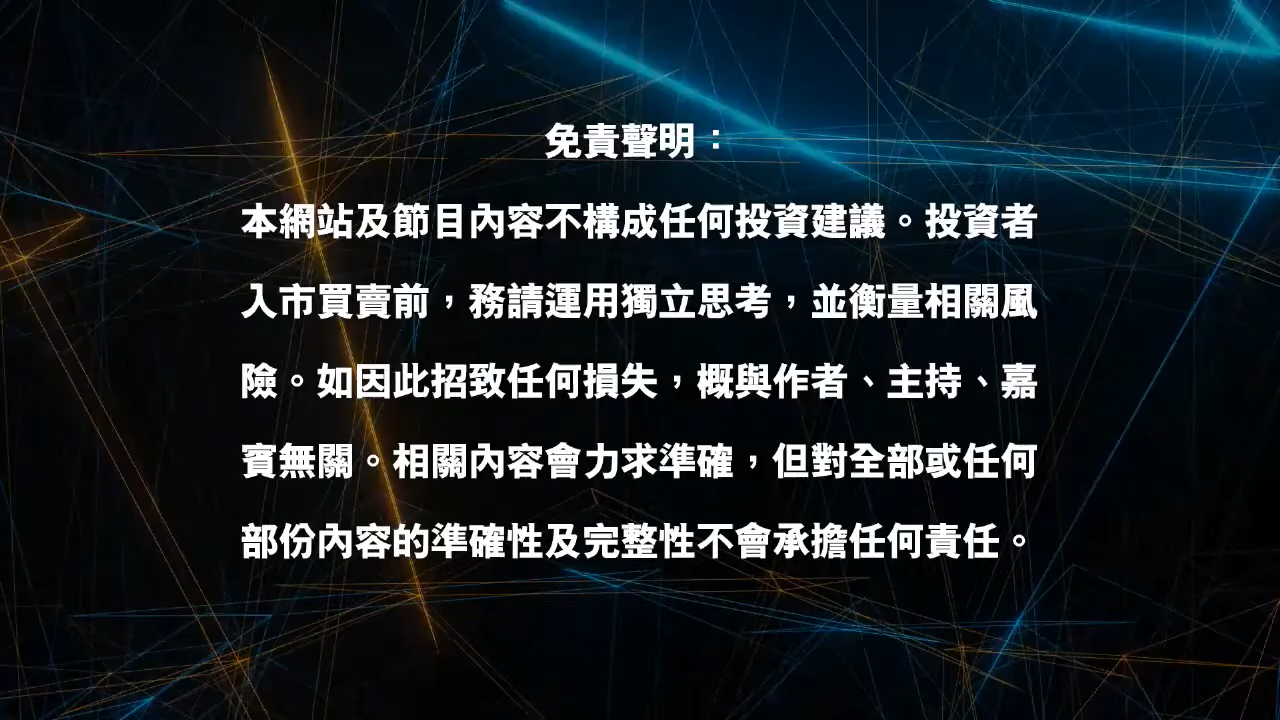 免責聲明：
本網站及節目內容不構成任何投資建議。投資者
入市買賣前，務請運用獨立思考，並衡量相關風
險。如因此招致任何損失，概與作者、主持、嘉
賓無關。相關內容會力求準確，但對全部或任何
部份內容的準確性及完整性不會承擔任何責任。